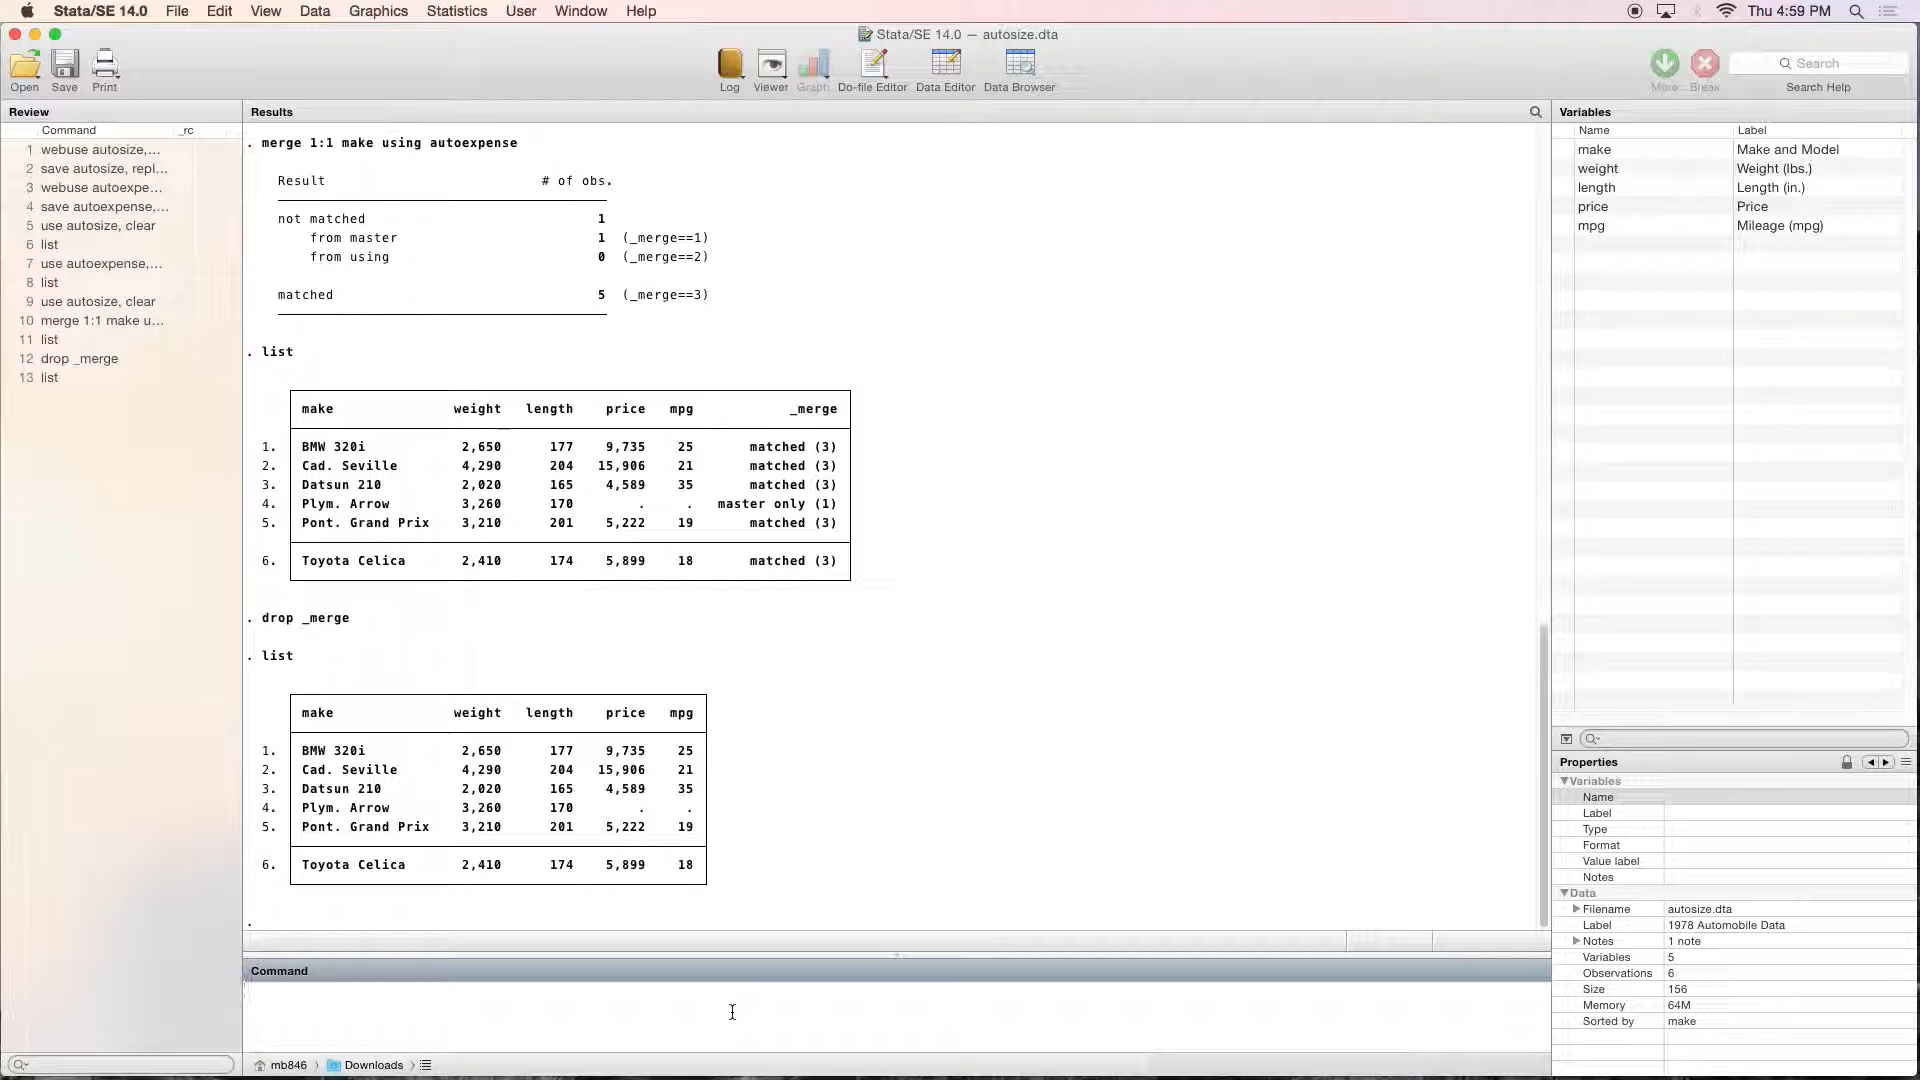 Stata/SE 14.0 File Edit View Data Graphics Statistics User Window Help Thu 4:59 PM
Stata/SE 14.0 — autosize.dta
Open Save Print Log Viewer Graph Do-file Editor Data Editor Data Browser More Break Search
Search Help
Review
Command _rc
1 webuse autosize,...
2 save autosize, repl...
3 webuse autoexpe...
4 save autoexpense,...
5 use autosize, clear
6 list
7 use autoexpense,...
8 list
9 use autosize, clear
10 merge 1:1 make u...
11 list
12 drop _merge
13 list
Results
. merge 1:1 make using autoexpense
Result # of obs.
not matched 1
from master 1 (_merge==1)
from using 0 (_merge==2)
matched 5 (_merge==3)
. list
make weight length price mpg _merge
1. BMW 320i 2,650 177 9,735 25 matched (3)
2. Cad. Seville 4,290 204 15,906 21 matched (3)
3. Datsun 210 2,020 165 4,589 35 matched (3)
4. Plym. Arrow 3,260 170 . . master only (1)
5. Pont. Grand Prix 3,210 201 5,222 19 matched (3)
6. Toyota Celica 2,410 174 5,899 18 matched (3)
. drop _merge
. list
make weight length price mpg
1. BMW 320i 2,650 177 9,735 25
2. Cad. Seville 4,290 204 15,906 21
3. Datsun 210 2,020 165 4,589 35
4. Plym. Arrow 3,260 170 . .
5. Pont. Grand Prix 3,210 201 5,222 19
6. Toyota Celica 2,410 174 5,899 18
.
Command
mb846 Downloads
Variables
Name Label
make Make and Model
weight Weight (lbs.)
length Length (in.)
price Price
mpg Mileage (mpg)
Properties
Variables
Name
Label
Type
Format
Value label
Notes
Data
Filename autosize.dta
Label 1978 Automobile Data
Notes 1 note
Variables 5
Observations 6
Size 156
Memory 64M
Sorted by make